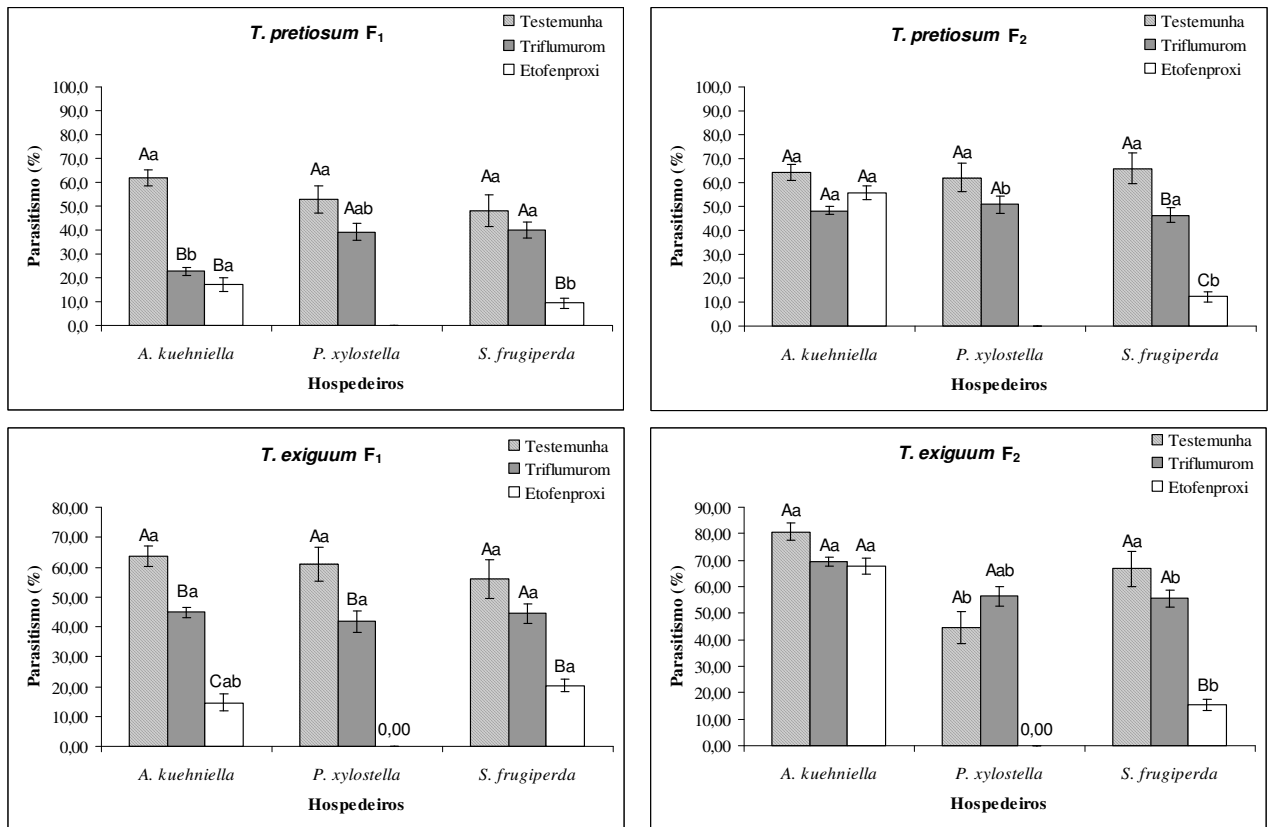 T. pretiosum F1
Testemunha
Triflumurom
Etofenproxi
Parasitismo (%)
100,0
90,0
80,0
70,0
60,0
50,0
40,0
30,0
20,0
10,0
0,0
Aa
Bb
Ba
Aa
Aab
Aa
Aa
Bb
A. kuehniella
P. xylostella
S. frugiperda
Hospedeiros
T. pretiosum F2
Testemunha
Triflumurom
Etofenproxi
Parasitismo (%)
100,0
90,0
80,0
70,0
60,0
50,0
40,0
30,0
20,0
10,0
0,0
Aa
Aa
Aa
Aa
Ab
Aa
Ba
Cb
A. kuehniella
P. xylostella
S. frugiperda
Hospedeiros
T. exiguum F1
Testemunha
Triflumurom
Etofenproxi
Parasitismo (%)
80,00
70,00
60,00
50,00
40,00
30,00
20,00
10,00
0,00
Aa
Ba
Cab
Aa
Ba
0,00
Aa
Aa
Ba
A. kuehniella
P. xylostella
S. frugiperda
Hospedeiros
T. exiguum F2
Testemunha
Triflumurom
Etofenproxi
Parasitismo (%)
90,00
80,00
70,00
60,00
50,00
40,00
30,00
20,00
10,00
0,00
Aa
Aa
Aa
Ab
Aab
0,00
Aa
Ab
Bb
A. kuehniella
P. xylostella
S. frugiperda
Hospedeiros